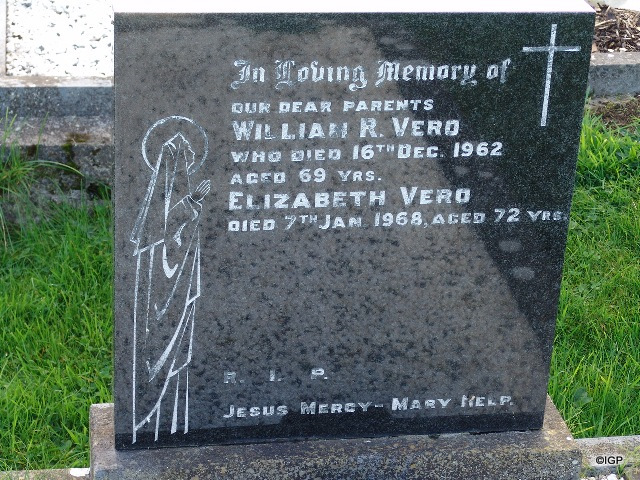 In Loving Memory of
OUR DEAR PARENTS
WILLIAM R. VERO
WHO DIED 16TH DEC. 1962
AGED 69 YRS.
ELIZABETH VERO
DIED 7TH JAN. 1968, AGED 72 YRS.
R. I. P.
JESUS MERCY - MARY HELP.
©IGP